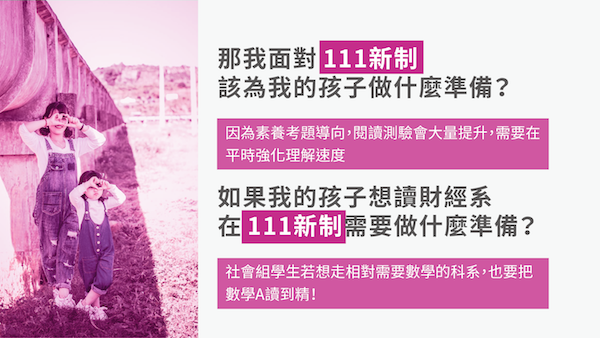 那我面對 111新制
該為我的孩子做什麼準備？
因為素養考題導向，閱讀測驗會大量提升，需要在
平時強化理解速度
如果我的孩子想讀財經系
在 111新制 需要做什麼準備？
社會組學生若想走相對需要數學的科系，也要把
數學A讀到精！